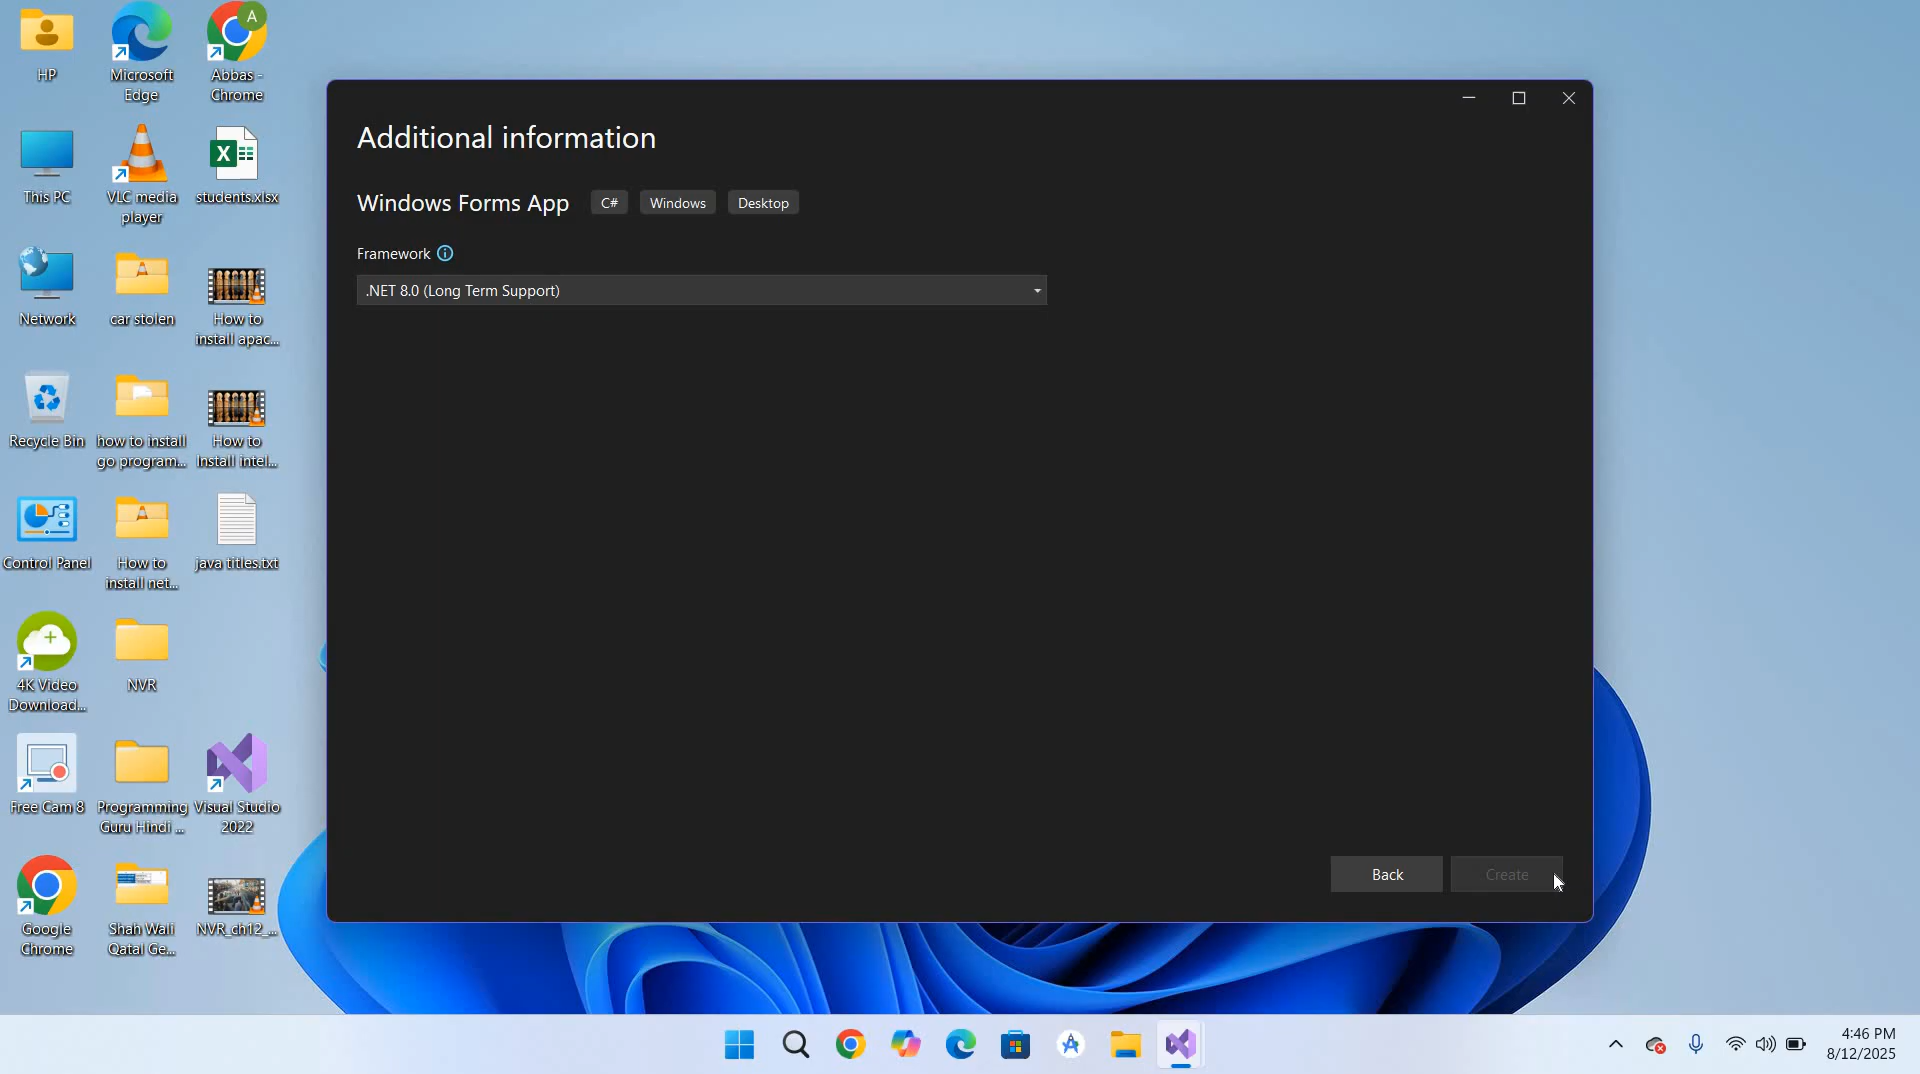 HP
Microsoft
Edge
A
Abbas -
Chrome
This PC
VLC media
player
X
students.xlsx
Network
car stolen
How to
install apac...
Recycle Bin
how to install
go program...
How to
Install intel...
Control Panel
How to
install net...
java titles.txt
4K Video
Download...
NVR
Free Cam 8
Programming
Guru Hindi ...
Visual Studio
2022
Google
Chrome
Shah Wali
Qatal Ge...
NVR_ch12_...
Additional information
Windows Forms App C# Windows Desktop
Framework
.NET 8.0 (Long Term Support)
Back Create
4:46 PM
8/12/2025